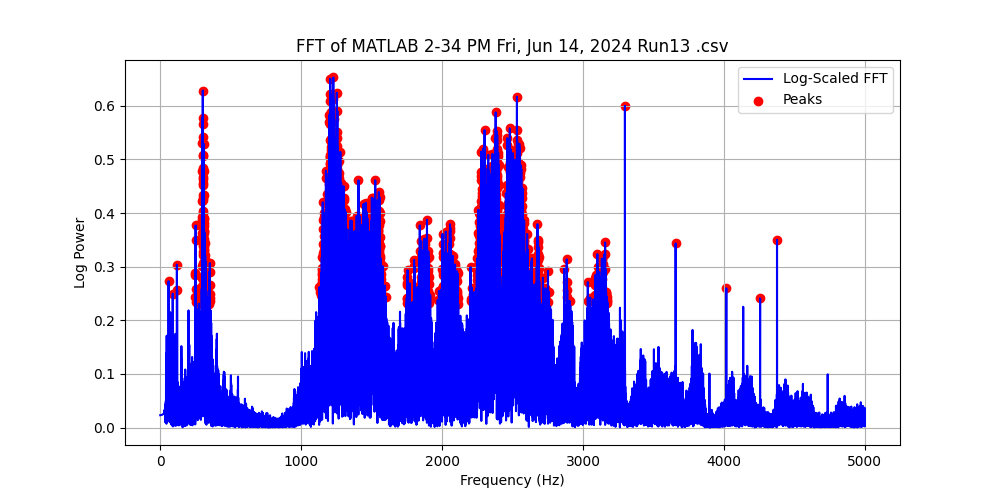 FFT of MATLAB 2-34 PM Fri, Jun 14, 2024 Run13 .csv
Log-Scaled FFT
Peaks
Log Power
0.6
0.5
0.4
0.3
0.2
0.1
0.0
0 1000 2000 3000 4000 5000
Frequency (Hz)